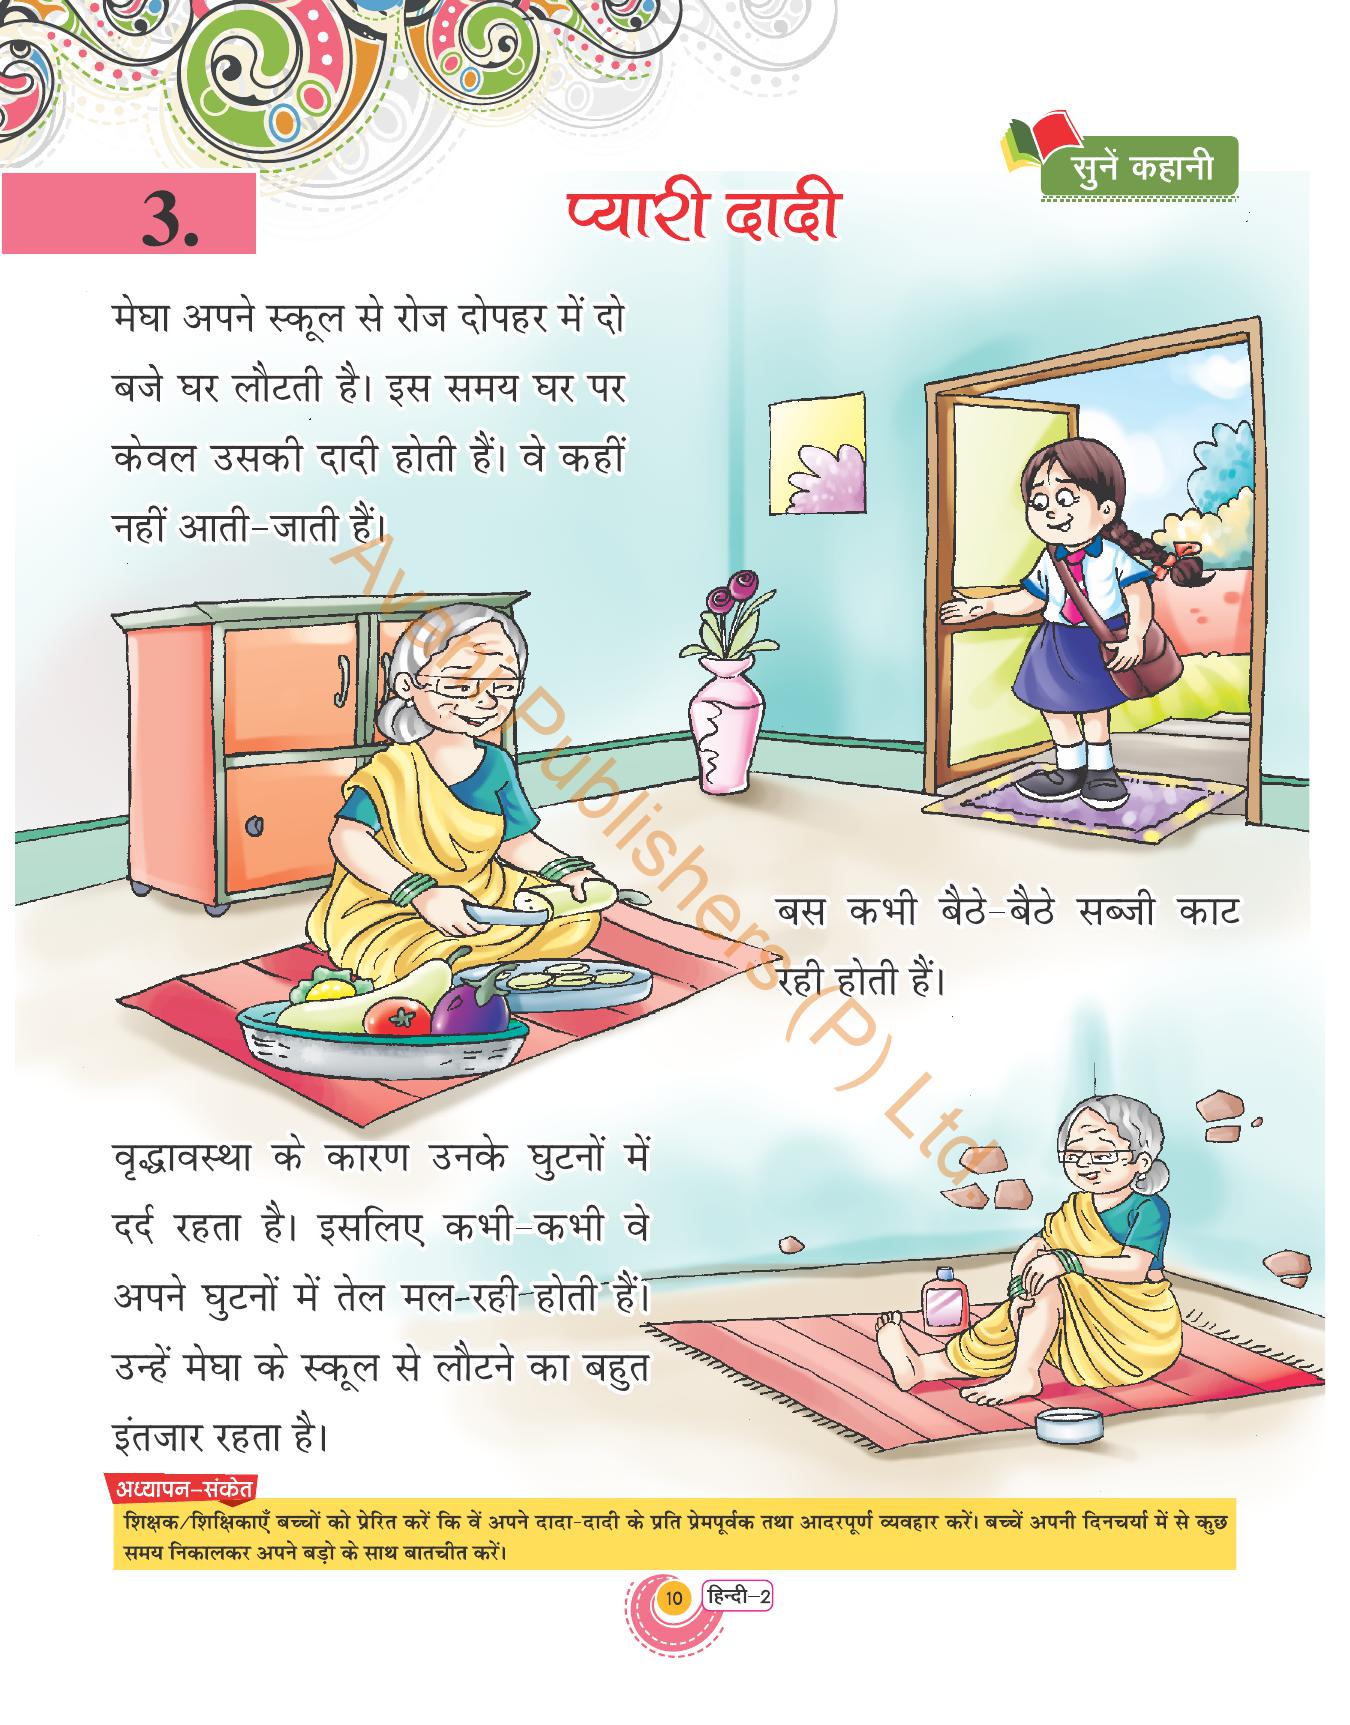 सुनें कहानी
3.
प्यारी दादी
मेघा अपने स्कूल से रोज दोपहर में दो
बजे घर लौटती है। इस समय घर पर
केवल उसकी दादी होती हैं। वे कहीं
नहीं आती-जाती हैं।
बस कभी बैठे-बैठे सब्जी काट
रही होती हैं।
वृद्धावस्था के कारण उनके घुटनों में
दर्द रहता है। इसलिए कभी-कभी वे
अपने घुटनों में तेल मल रही होती हैं।
उन्हें मेघा के स्कूल से लौटने का बहुत
इंतजार रहता है।
अध्यापन-संकेत
शिक्षक/शिक्षिकाएँ बच्चों को प्रेरित करें कि वें अपने दादा-दादी के प्रति प्रेमपूर्वक तथा आदरपूर्ण व्यवहार करें। बच्चें अपनी दिनचर्या में से कुछ
समय निकालकर अपने बड़ो के साथ बातचीत करें।
10 हिन्दी-2
Aveni Publishers (P) Ltd.